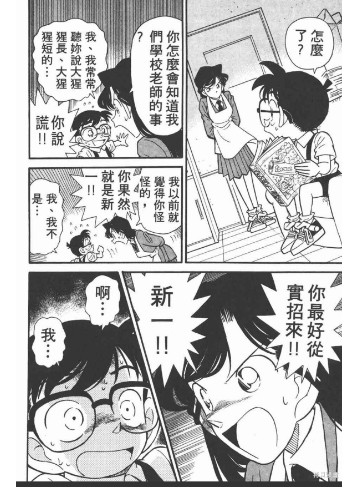 怎麼
了?
你怎麼會知道我
們學校老師的事
?
我、我常常
聽妳說大猩
猩長、大猩
猩短的…
你說
謊!!
我以前就
覺得你怪
怪的,
你果然
就是新
一!!
我、我不
是…
你最好從
實招來!!
新
一!!
啊…
我…